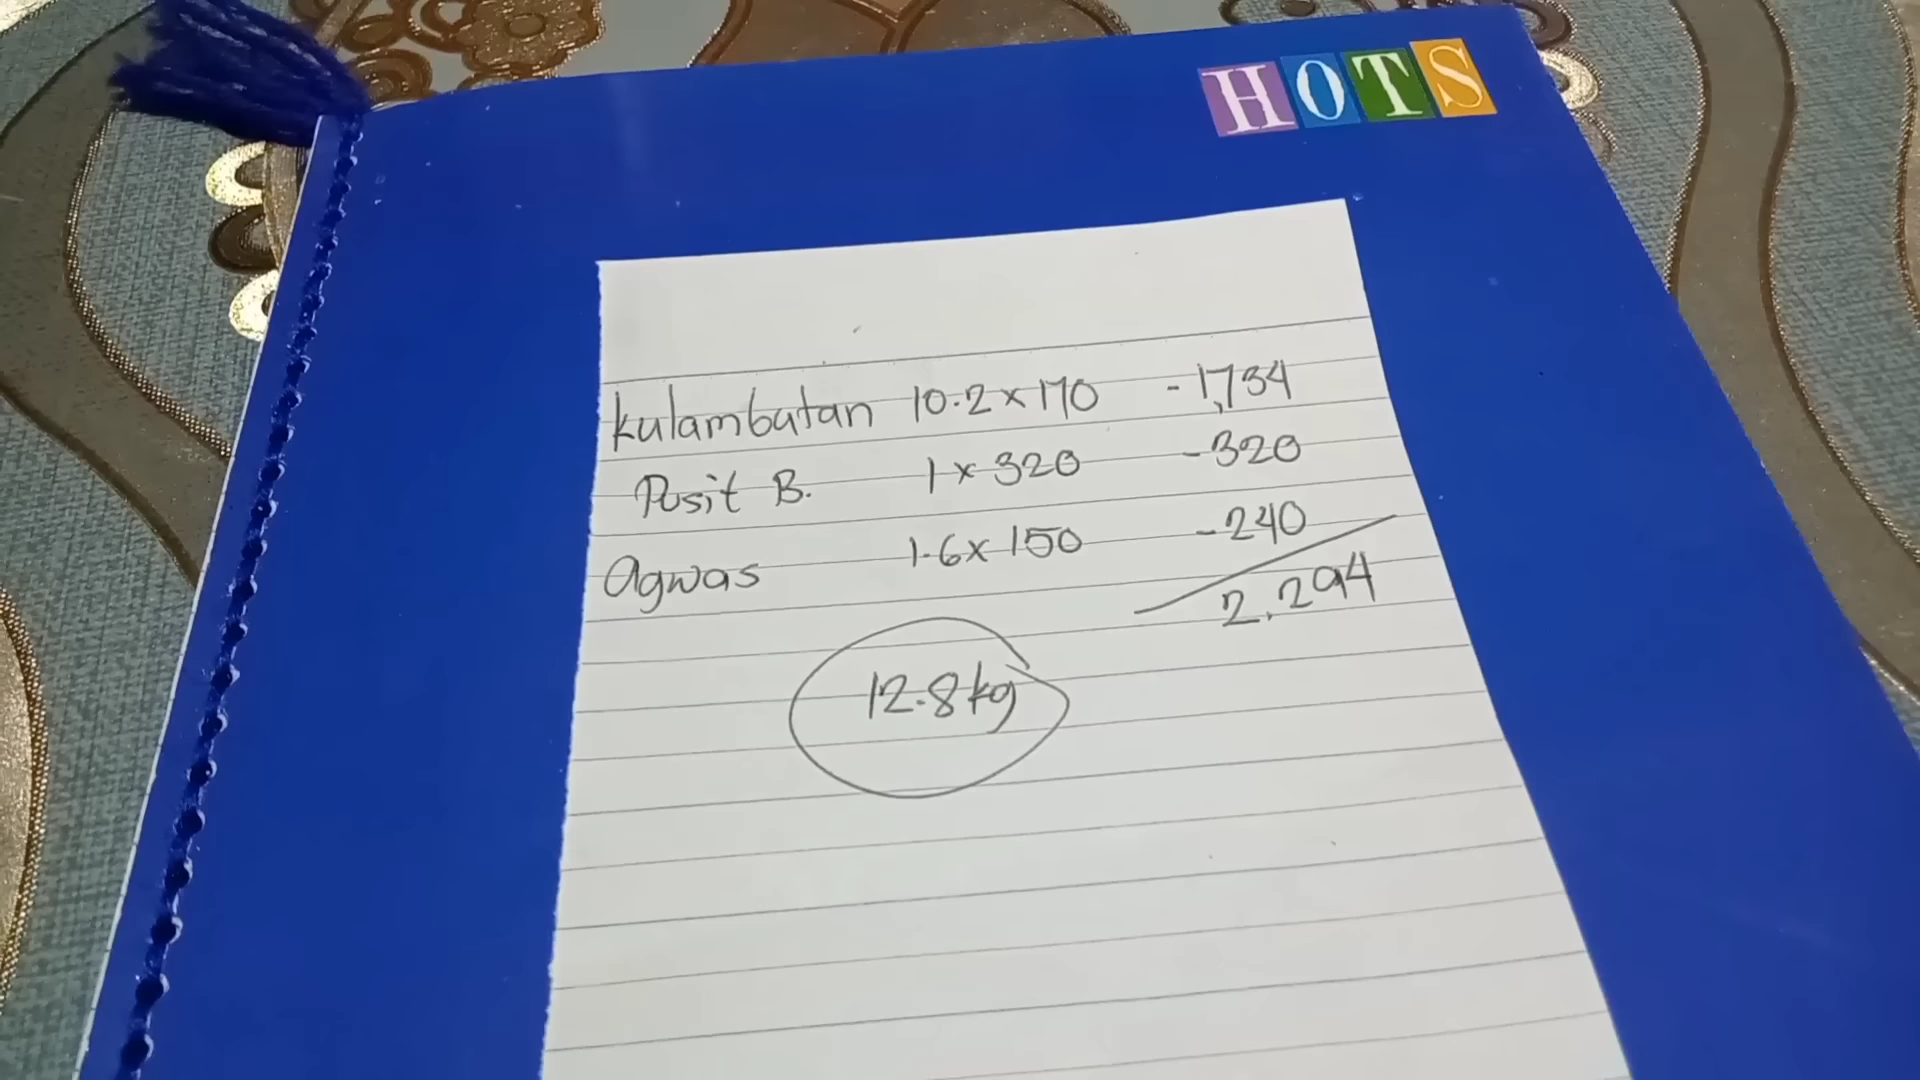 HOTS
Kulambutan 10.2 x 170 - 1,734
Pusit B. 1 x 320 - 320
Agwas 1.6 x 150 - 240
2,294
12.8 kg